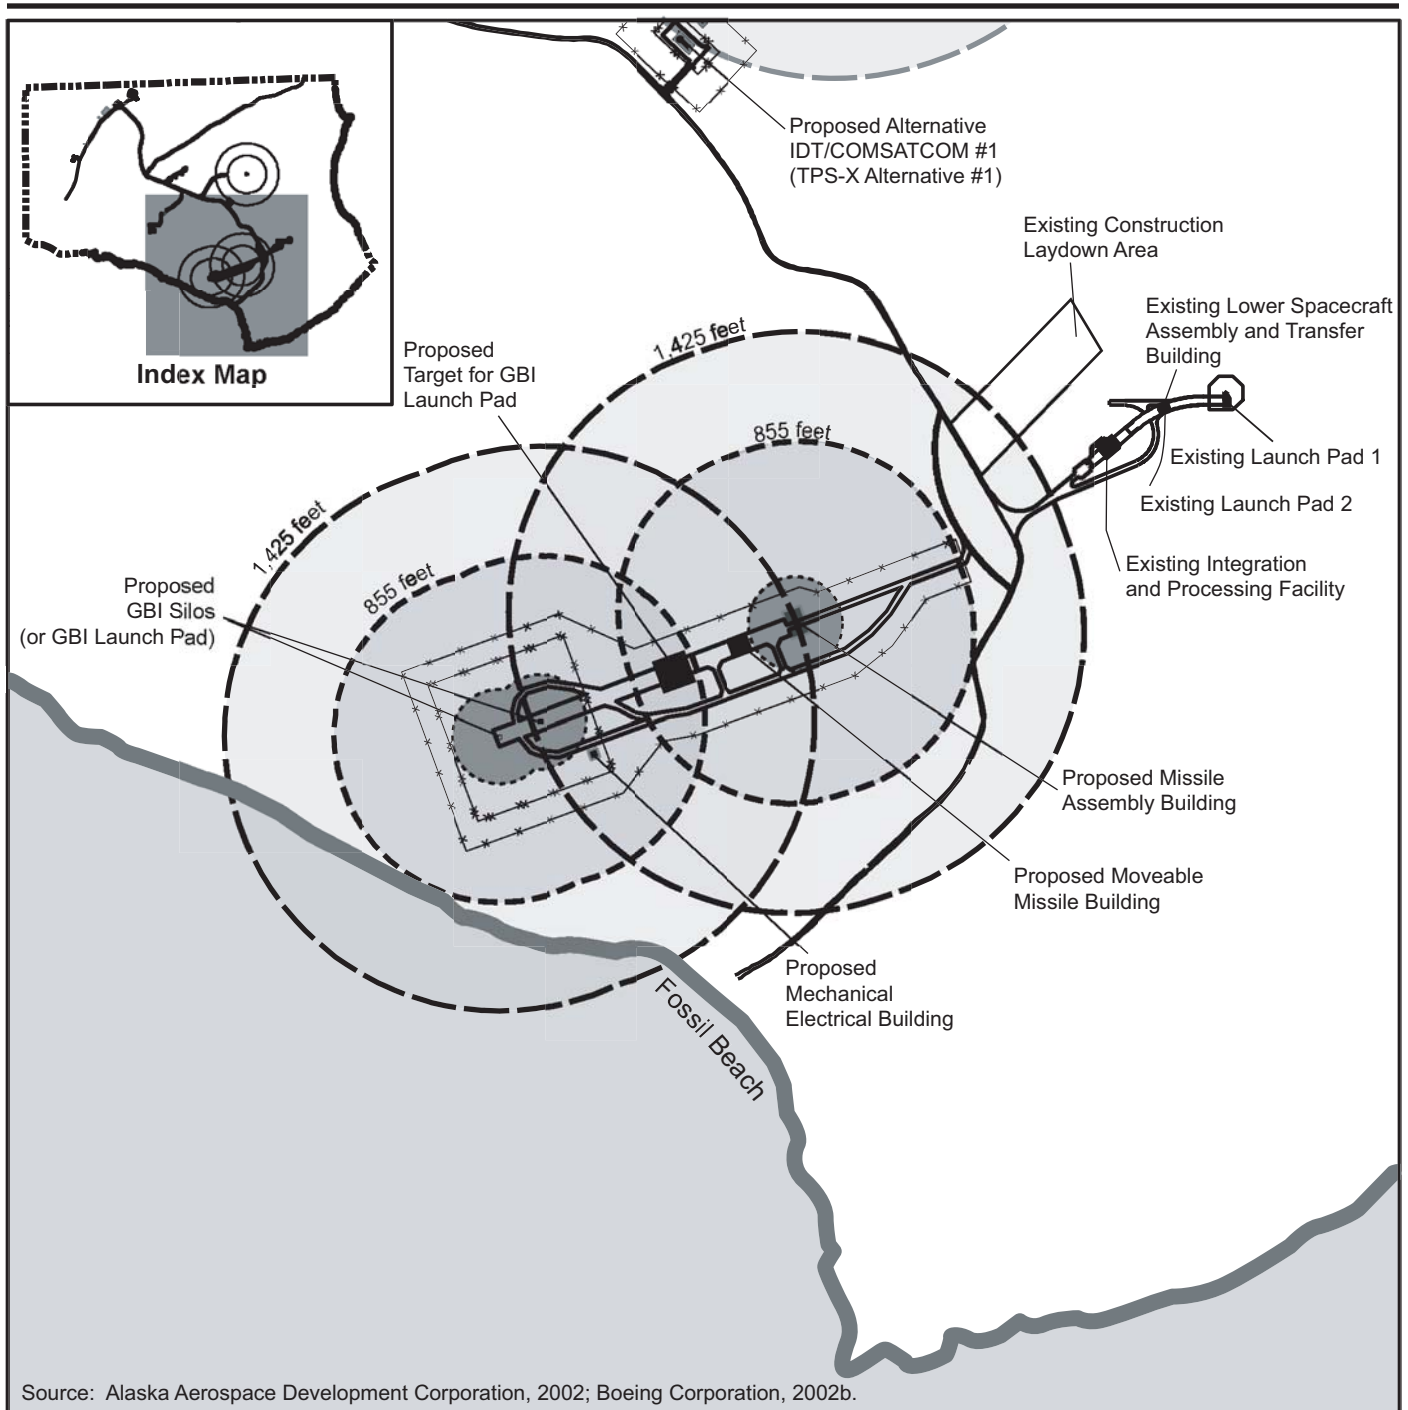 Index Map
Proposed Alternative
IDT/COMSATCOM #1
(TPS-X Alternative #1)
Existing Construction
Laydown Area
Existing Lower Spacecraft
Assembly and Transfer
Building
Proposed
Target for GBI
Launch Pad
1,425 feet
855 feet
Existing Launch Pad 1
Existing Launch Pad 2
Existing Integration
and Processing Facility
1,425 feet
855 feet
Proposed
GBI Silos
(or GBI Launch Pad)
Proposed Missile
Assembly Building
Proposed Moveable
Missile Building
Proposed
Mechanical
Electrical Building
Fossil Beach
Source: Alaska Aerospace Development Corporation, 2002; Boeing Corporation, 2002b.